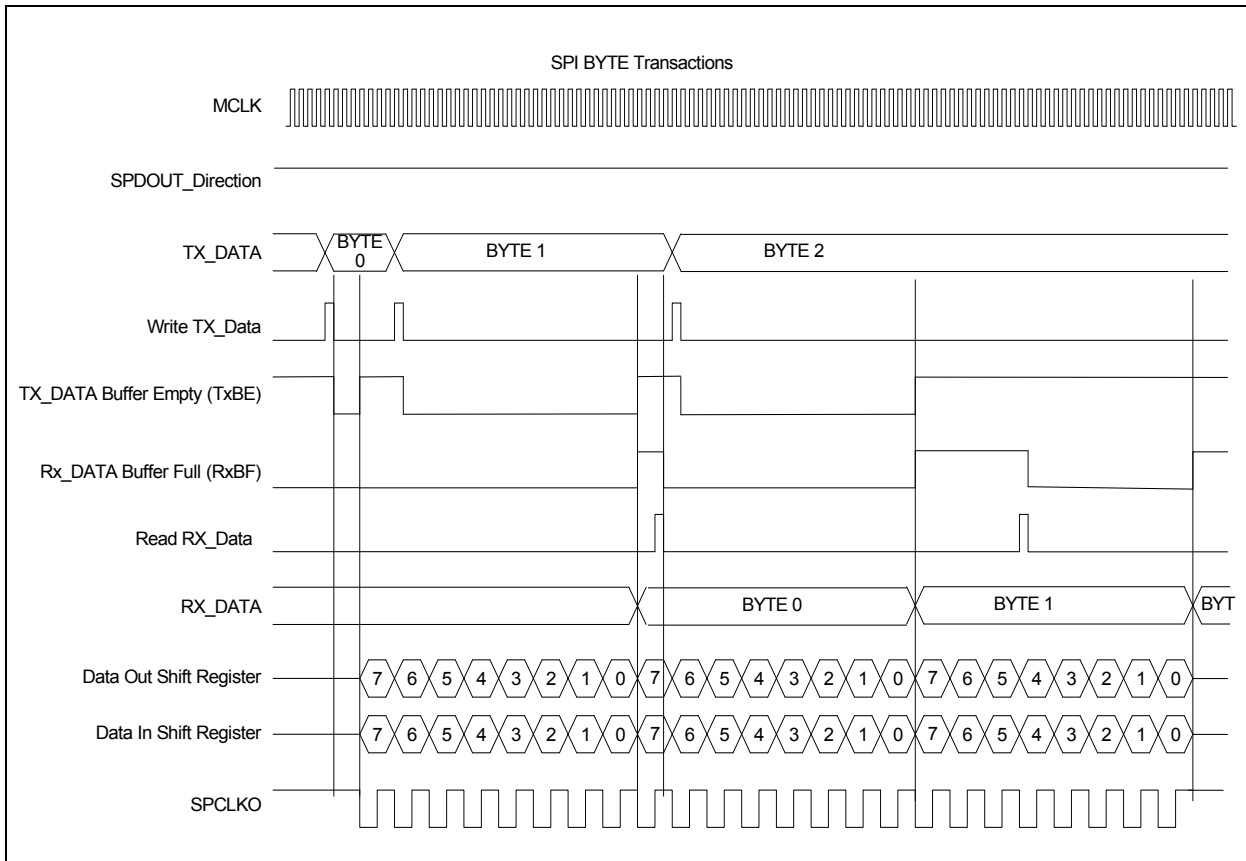 SPI BYTE Transactions
MCLK
SPDOUT_Direction
TX_DATA
BYTE
0
BYTE 1
BYTE 2
Write TX_Data
TX_DATA Buffer Empty (TxBE)
Rx_DATA Buffer Full (RxBF)
Read RX_Data
RX_DATA
BYTE 0
BYTE 1
BYT
Data Out Shift Register
7 6 5 4 3 2 1 0 7 6 5 4 3 2 1 0 7 6 5 4 3 2 1 0
Data In Shift Register
7 6 5 4 3 2 1 0 7 6 5 4 3 2 1 0 7 6 5 4 3 2 1 0
SPCLKO